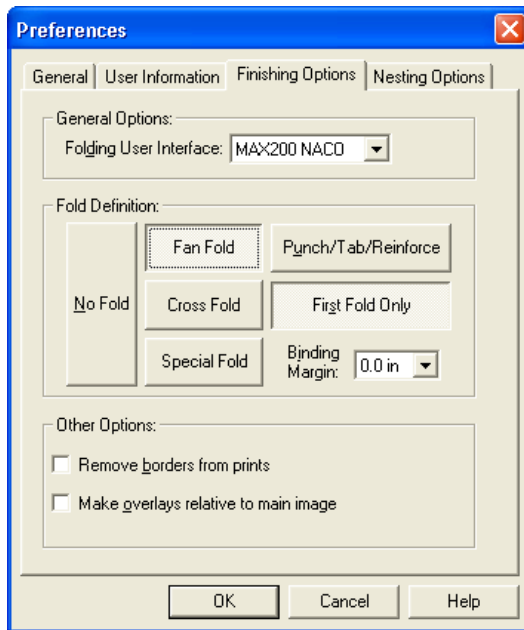 Preferences
General
User Information
Finishing Options
Nesting Options
General Options:
Folding User Interface: MAX200 NACO
Fold Definition:
No Fold
Fan Fold
Punch/Tab/Reinforce
Cross Fold
First Fold Only
Special Fold
Binding
Margin: 0.0 in
Other Options:
Remove borders from prints
Make overlays relative to main image
OK
Cancel
Help